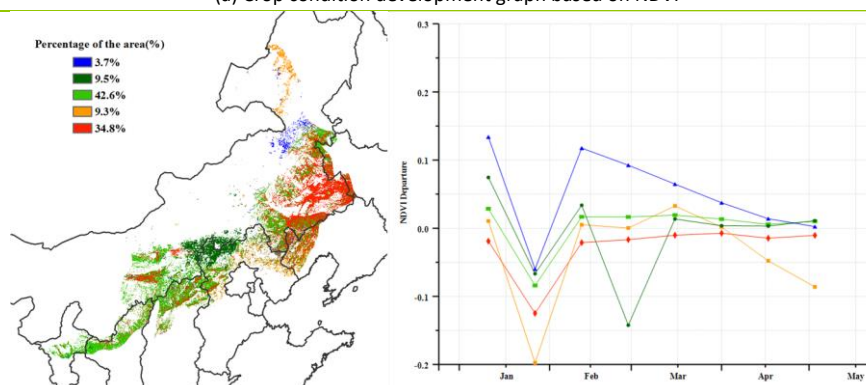 (a) Crop condition development graph based on NDVI
Percentage of the area(%)
3.7%
9.5%
42.6%
9.3%
34.8%
NDVI Departure
0.3
0.2
0.1
0.0
-0.1
-0.2
Jan
Feb
Mar
Apr
May